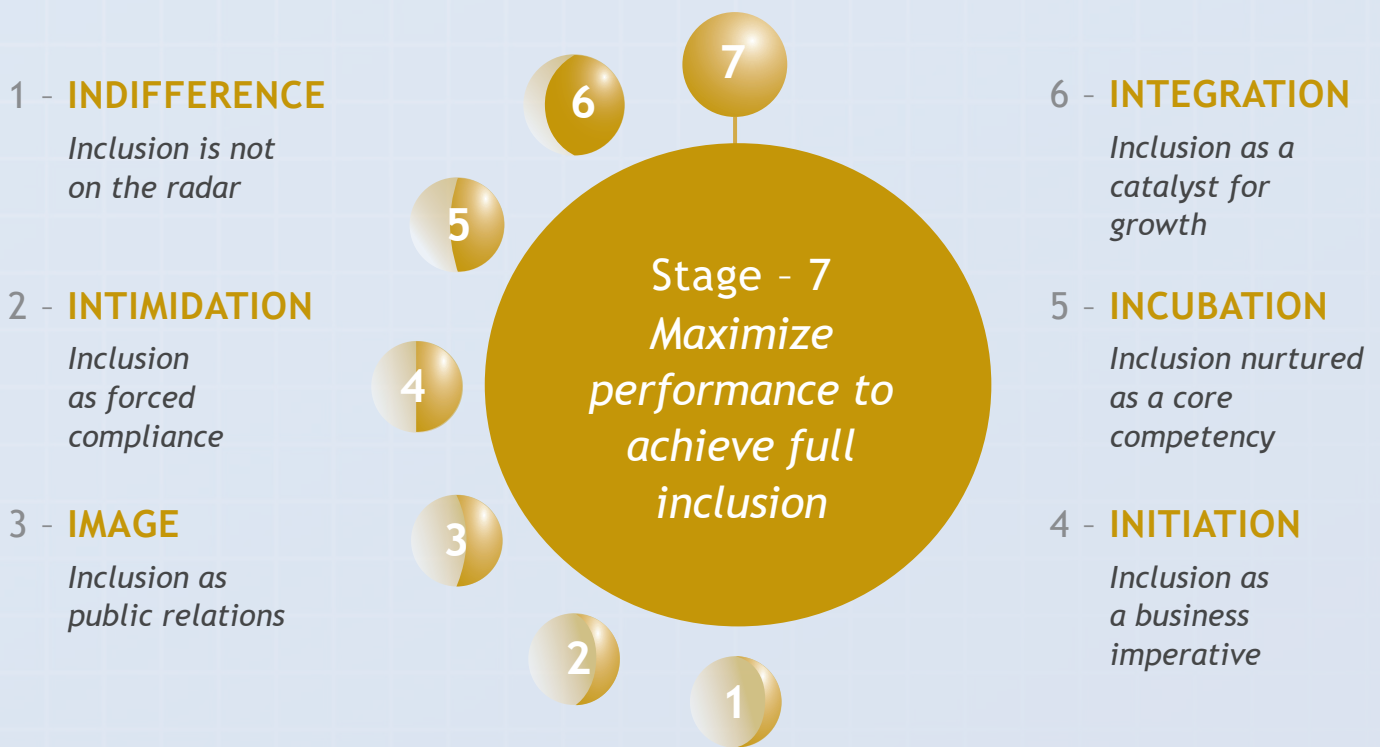 1 – INDIFFERENCE
Inclusion is not
on the radar
2 – INTIMIDATION
Inclusion
as forced
compliance
3 – IMAGE
Inclusion as
public relations
7
6
5
4
3
2
1
Stage – 7
Maximize
performance to
achieve full
inclusion
6 – INTEGRATION
Inclusion as a
catalyst for
growth
5 – INCUBATION
Inclusion nurtured
as a core
competency
4 – INITIATION
Inclusion as
a business
imperative